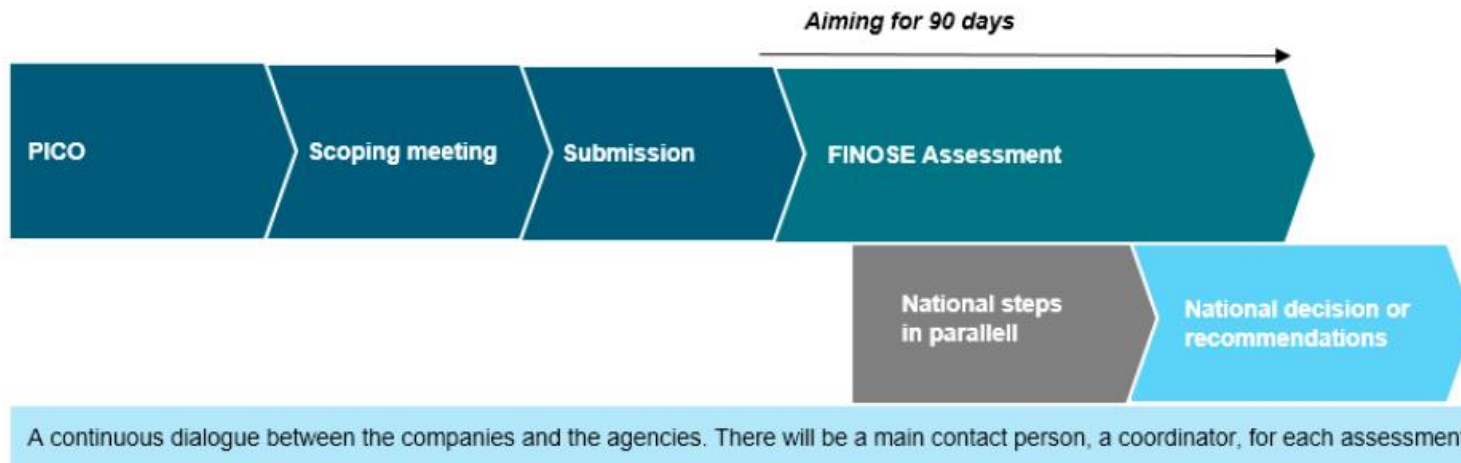 Aiming for 90 days
PICO
Scoping meeting
Submission
FINOSE Assessment
National steps
in parallell
National decision or
recommendations
A continuous dialogue between the companies and the agencies. There will be a main contact person, a coordinator, for each assessment